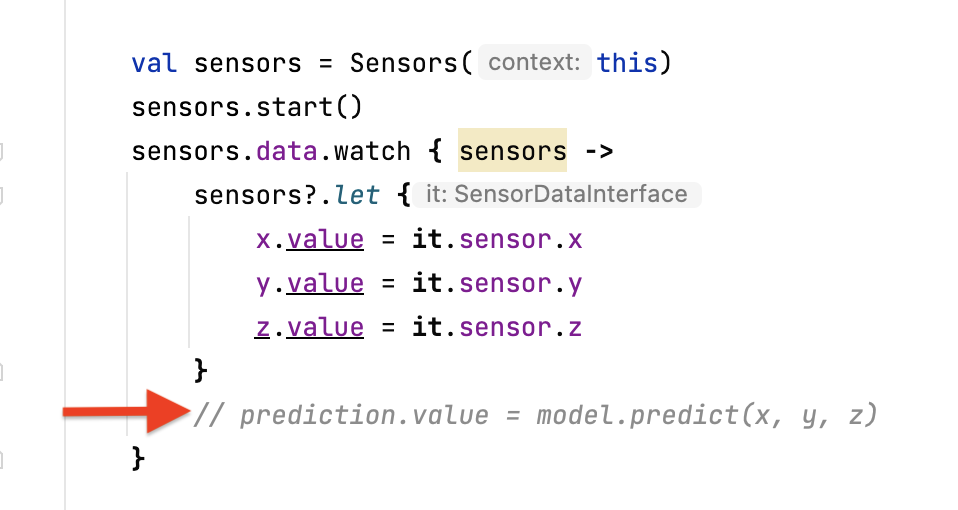 val sensors = Sensors( context: this)
sensors.start()
sensors.data.watch { sensors ->
sensors?.let { it: SensorDataInterface
x.value = it.sensor.x
y.value = it.sensor.y
z.value = it.sensor.z
}
// prediction.value = model.predict(x, y, z)
}